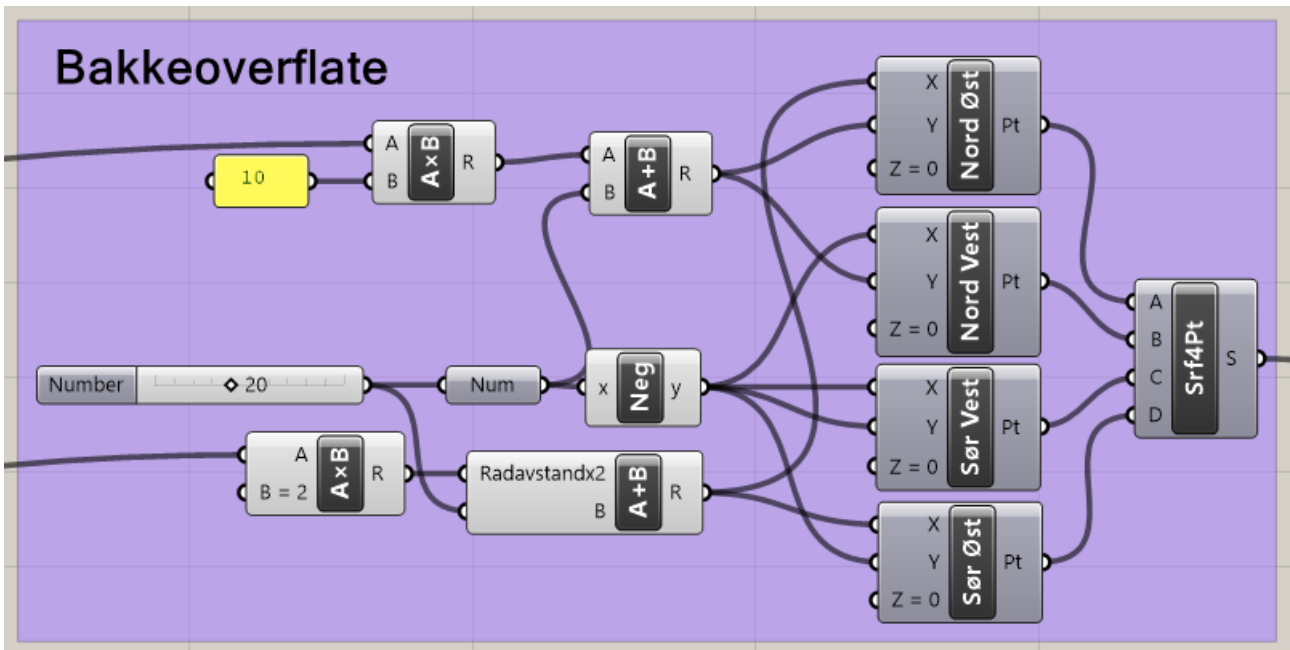 Bakkeoverflate
10
A
B
A×B
R
A
B
A+B
R
X
Y
Z = 0
Nord Øst
Pt
X
Y
Z = 0
Nord Vest
Pt
Number
20
Num
x
Neg
y
X
Y
Z = 0
Sør Vest
Pt
A
B
C
D
Srf4Pt
S
A
B = 2
A×B
R
Radavstandx2
B
A+B
R
X
Y
Z = 0
Sør Øst
Pt